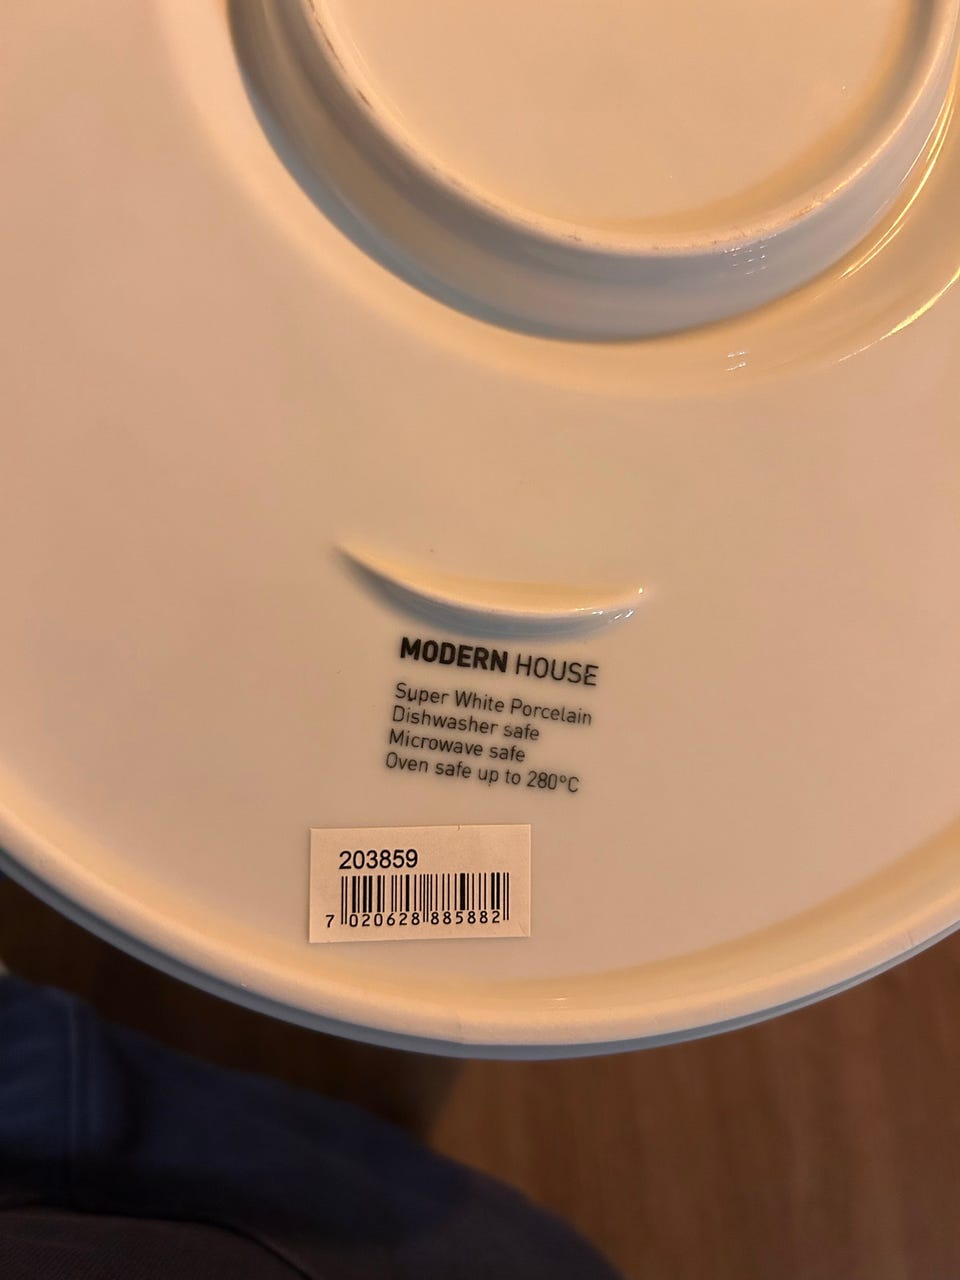 MODERN HOUSE
Super White Porcelain
Dishwasher safe
Microwave safe
Oven safe up to 280°C
203859
7 020628 885882